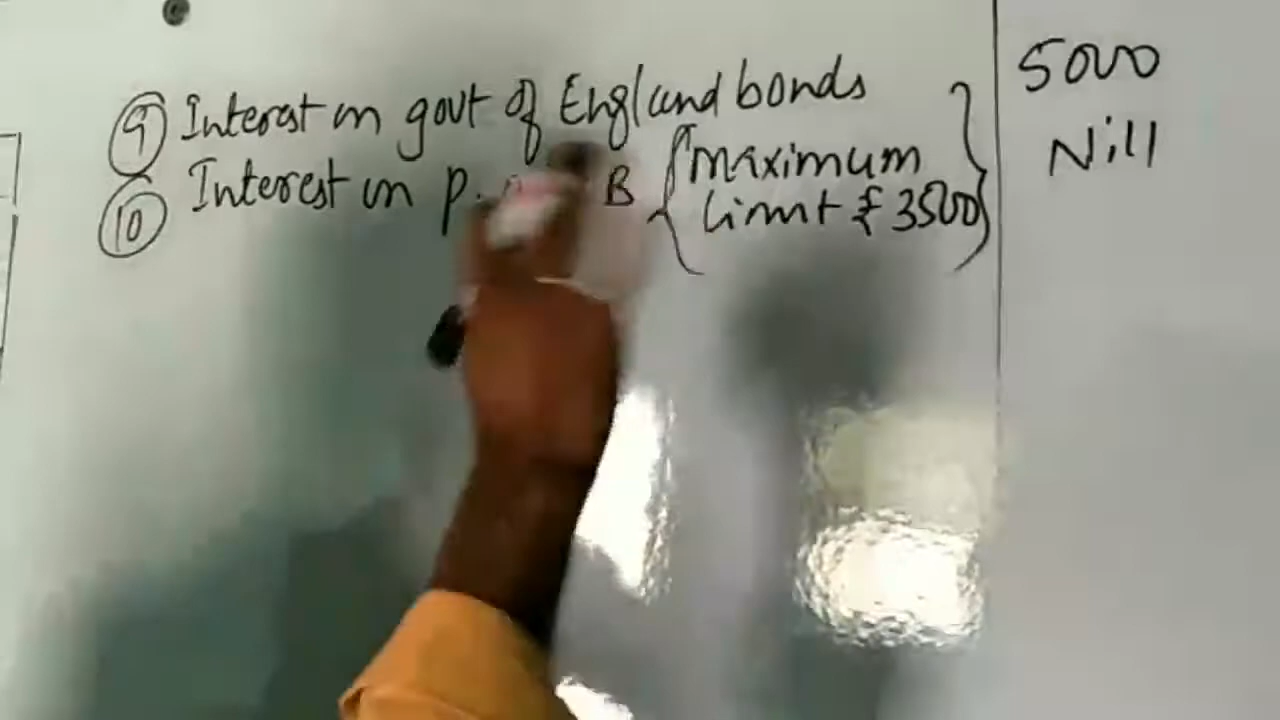 9 Interest on govt of England bonds 5000
10 Interest on P. B { maximum limit ₹ 3500 } Nill